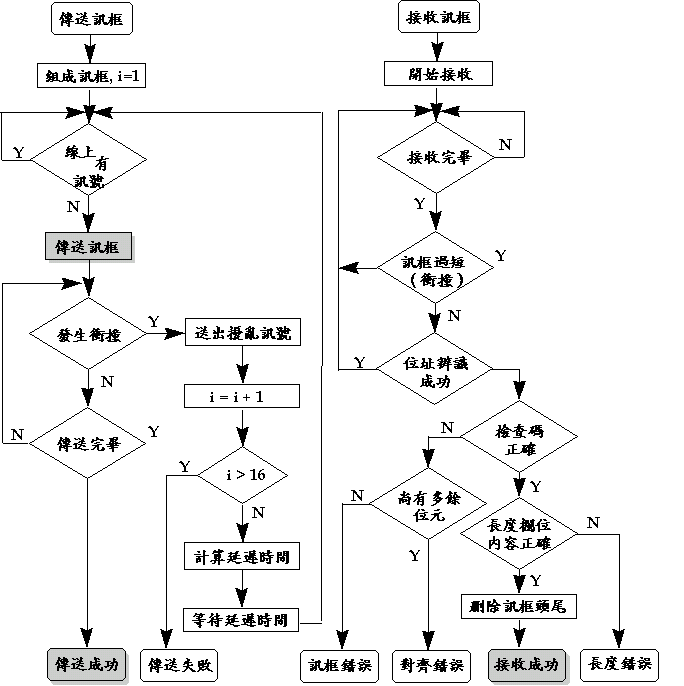 傳送訊框
組成訊框, i=1
線上
有
訊號
Y
N
傳送訊框
發生衝撞
Y
N
傳送完畢
N
Y
送出擾亂訊號
i = i + 1
i > 16
Y
N
計算延遲時間
等待延遲時間
傳送成功
傳送失敗
接收訊框
開始接收
接收完畢
N
Y
訊框過短
(衝撞)
Y
N
位址辨識
成功
Y
檢查碼
正確
N
Y
尚有多餘
位元
N
Y
長度欄位
內容正確
N
Y
刪除訊框頭尾
訊框錯誤
對齊錯誤
接收成功
長度錯誤